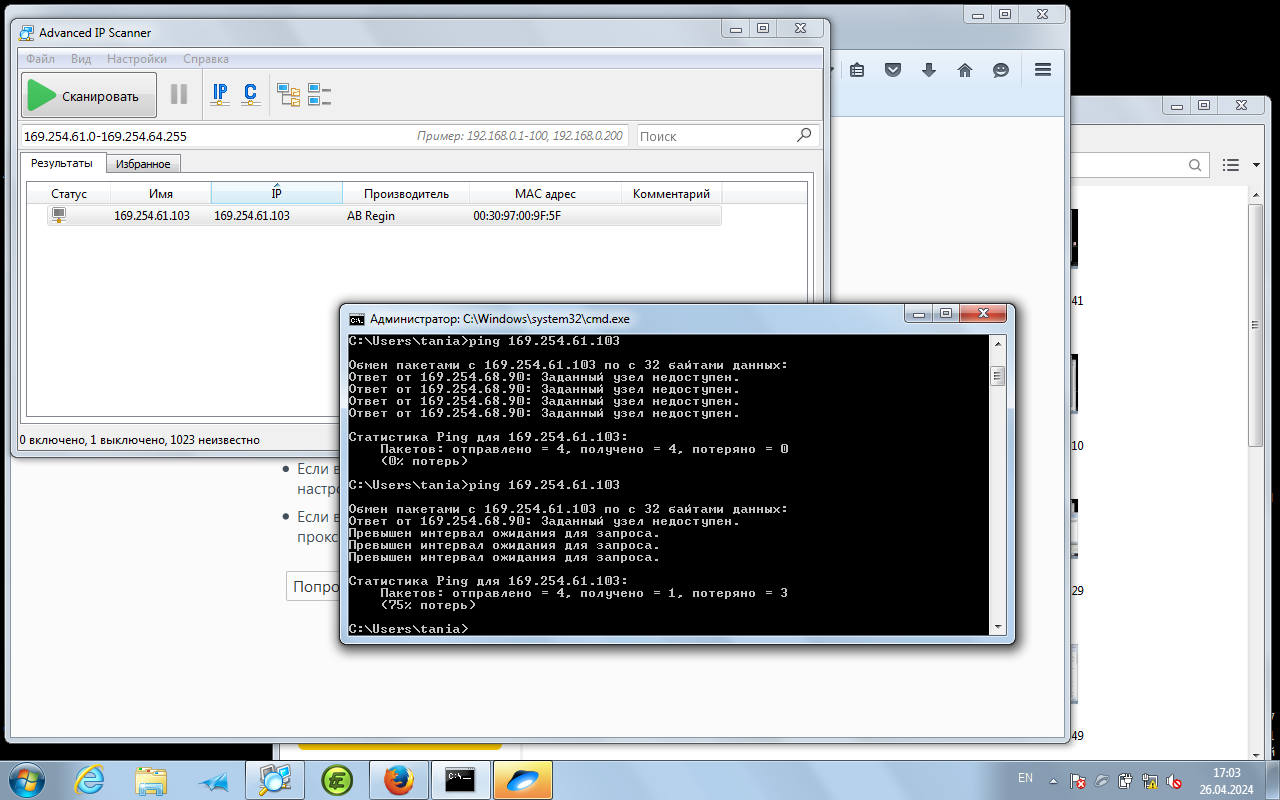 Advanced IP Scanner
Файл Вид Настройки Справка
Сканировать
IP C
169.254.61.0-169.254.64.255
Пример: 192.168.0.1-100, 192.168.0.200
Поиск
Результаты Избранное
Статус Имя IP Производитель MAC адрес Комментарий
169.254.61.103 169.254.61.103 AB Regin 00:30:97:00:9F:5F
0 включено, 1 выключено, 1023 неизвестно
Администратор: C:\Windows\system32\cmd.exe
C:\Users\tania>ping 169.254.61.103
Обмен пакетами с 169.254.61.103 по с 32 байтами данных:
Ответ от 169.254.68.90: Заданный узел недоступен.
Ответ от 169.254.68.90: Заданный узел недоступен.
Ответ от 169.254.68.90: Заданный узел недоступен.
Ответ от 169.254.68.90: Заданный узел недоступен.
Статистика Ping для 169.254.61.103:
Пакетов: отправлено = 4, получено = 4, потеряно = 0
(0% потерь)
C:\Users\tania>ping 169.254.61.103
Обмен пакетами с 169.254.61.103 по с 32 байтами данных:
Ответ от 169.254.68.90: Заданный узел недоступен.
Превышен интервал ожидания для запроса.
Превышен интервал ожидания для запроса.
Превышен интервал ожидания для запроса.
Статистика Ping для 169.254.61.103:
Пакетов: отправлено = 4, получено = 1, потеряно = 3
(75% потерь)
C:\Users\tania>
Если
Если
41
10
29
49
EN
17:03
26.04.2024